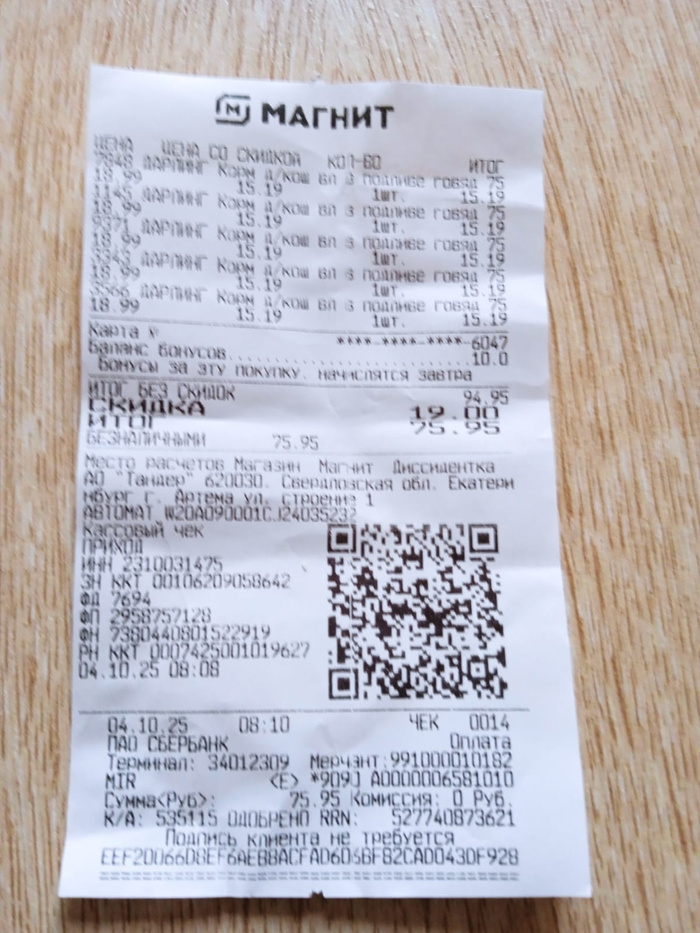 МАГНИТ
ЦЕНА ЦЕНА СО СКИДКОЙ КОЛ-ВО ИТОГ
7848 ДАРЛИНГ Корм д/кош вл в подливе говяд 75
18.99 15.19 1шт. 15.19
1145 ДАРЛИНГ Корм д/кош вл в подливе говяд 75
18.99 15.19 1шт. 15.19
ДАРЛИНГ Корм д/кош вл в подливе говяд 75
18.99 15.19 1шт. 15.19
ДАРЛИНГ Корм д/кош вл в подливе говяд 75
18.99 15.19 1шт. 15.19
3566 ДАРЛИНГ Корм д/кош вл в подливе говяд 75
18.99 15.19 1шт. 15.19
Карта № ****-****-****-6047
Баланс бонусов 10.0
Бонусы за эту покупку. начислятся завтра
ИТОГ БЕЗ СКИДОК 94.95
СКИДКА 19.00
ИТОГ 75.95
БЕЗНАЛИЧНЫМИ 75.95
Место расчетов Магазин Магнит Диссидентка
АО "Тандер" 620030. Свердловская обл. Екатери
нбург г. Артема ул. строение 1
АВТОМАТ W20A090001CJ24035232
Кассовый чек
ПРИХОД
ИНН 2310031475
ЗН ККТ 00106209058642
ФД 7694
ФП 2958757128
ФН 7380440801522919
РН ККТ 0007425001019627
04.10.25 08:08
04.10.25 08:10 ЧЕК 0014
ПАО СБЕРБАНК Оплата
Терминал: 34012309 Мерчант:991000010182
MIR <E> *9090 A0000006581010
Сумма<Руб>: 75.95 Комиссия: 0 Руб.
К/А: 535115 ОДОБРЕНО RRN: 527740873621
Подпись клиента не требуется